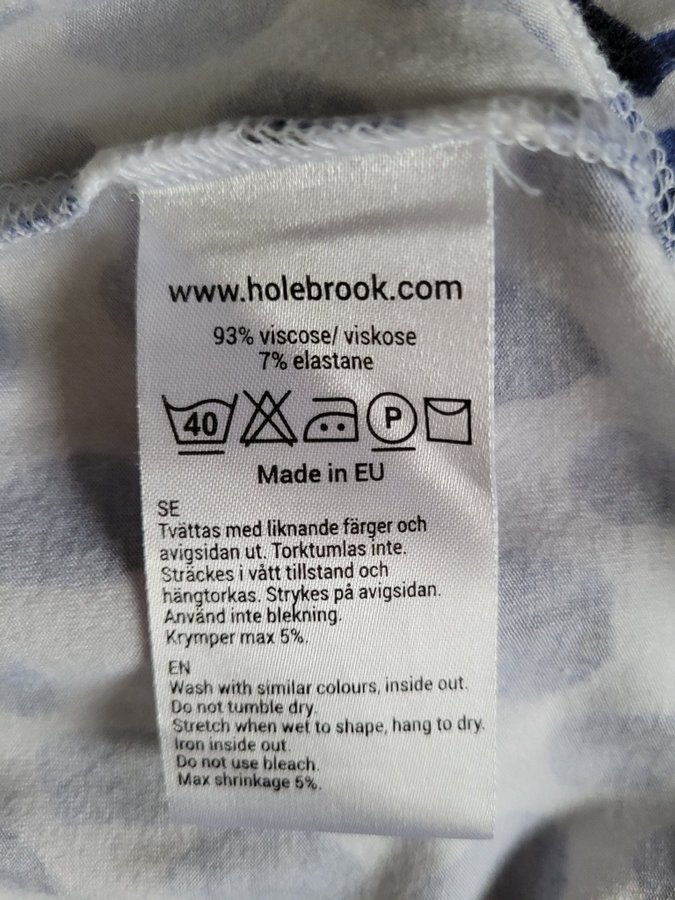 www.holebrook.com
93% viscose/ viskose
7% elastane
40 P
Made in EU
SE
Tvättas med liknande färger och
avigsidan ut. Torktumlas inte.
Sträckes i vått tillstand och
hängtorkas. Strykes på avigsidan.
Använd inte blekning.
Krymper max 5%.
EN
Wash with similar colours, inside out.
Do not tumble dry.
Stretch when wet to shape, hang to dry.
Iron inside out.
Do not use bleach.
Max shrinkage 5%.